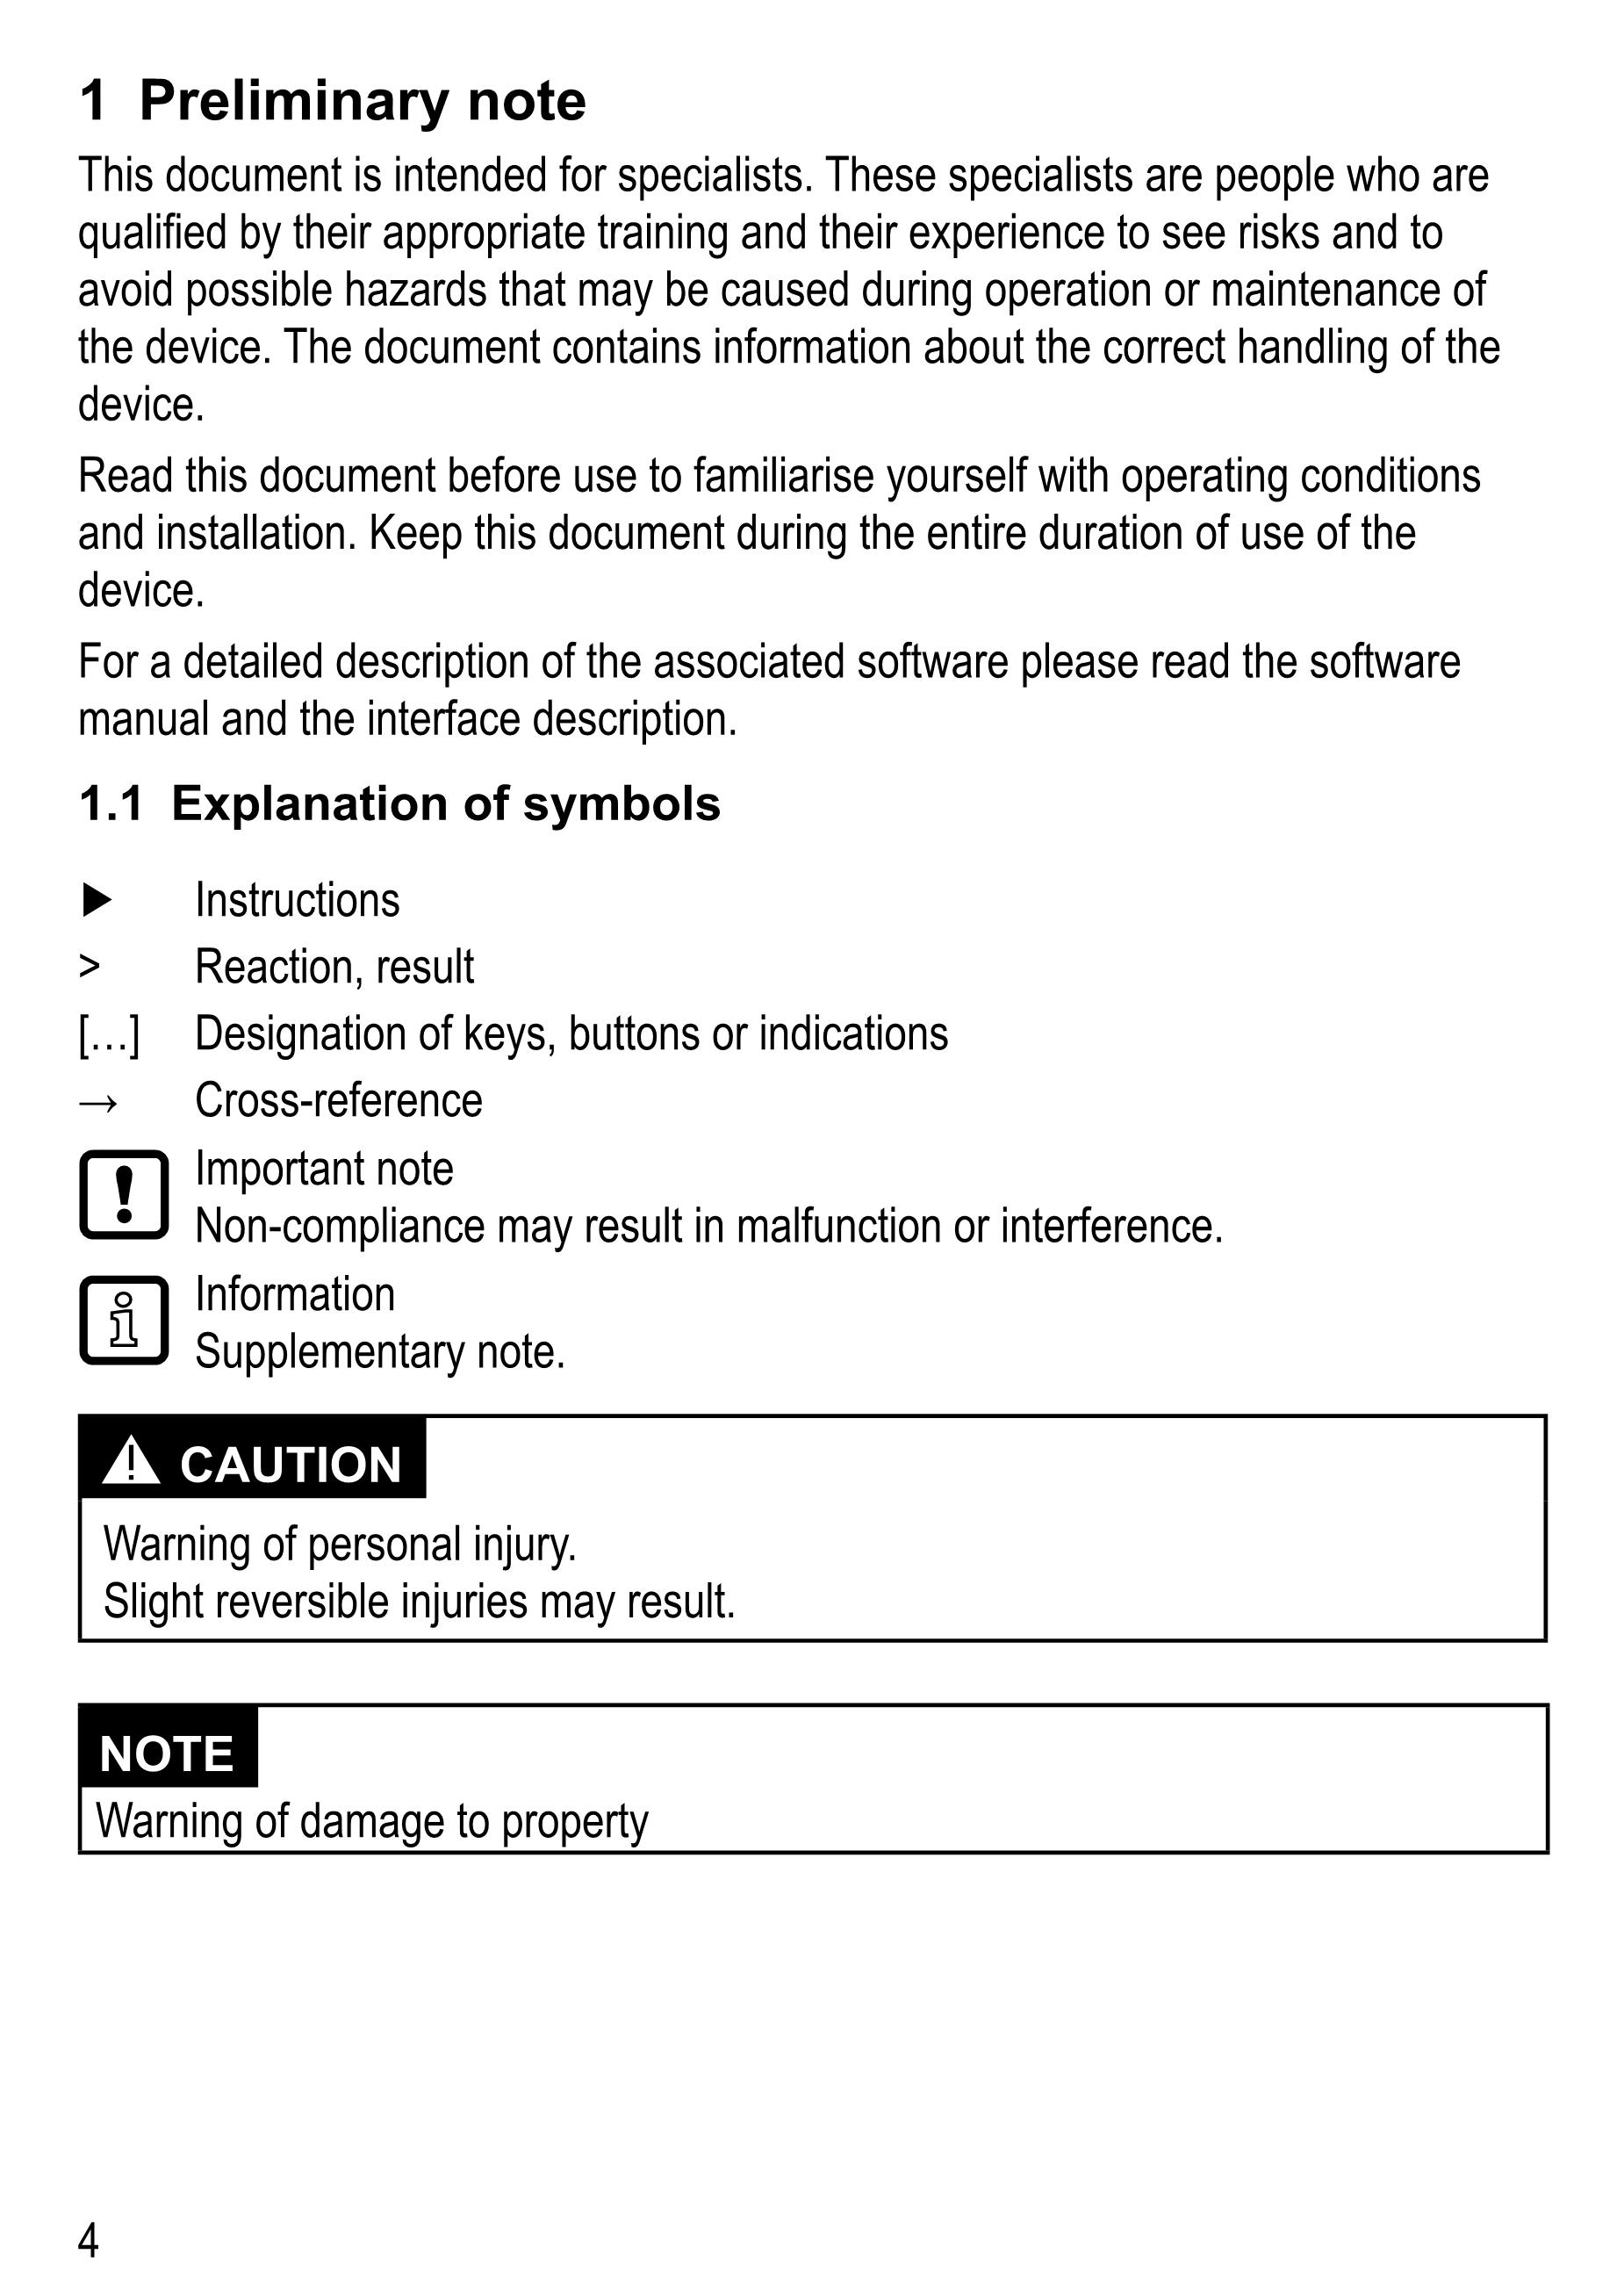 1 Preliminary note
This document is intended for specialists. These specialists are people who are
qualified by their appropriate training and their experience to see risks and to
avoid possible hazards that may be caused during operation or maintenance of
the device. The document contains information about the correct handling of the
device.
Read this document before use to familiarise yourself with operating conditions
and installation. Keep this document during the entire duration of use of the
device.
For a detailed description of the associated software please read the software
manual and the interface description.
1.1 Explanation of symbols
▶ Instructions
> Reaction, result
[…] Designation of keys, buttons or indications
→ Cross-reference
! Important note
Non-compliance may result in malfunction or interference.
i Information
Supplementary note.
⚠ CAUTION
Warning of personal injury.
Slight reversible injuries may result.
NOTE
Warning of damage to property
4